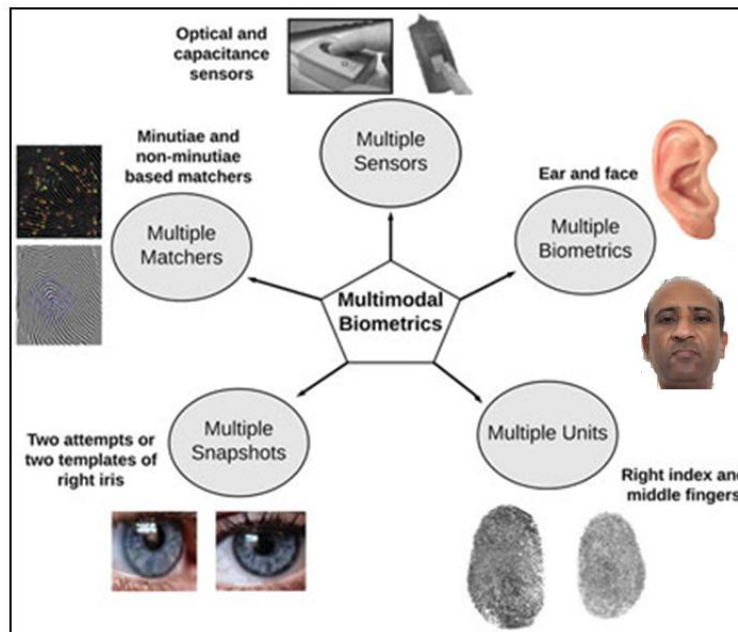 Optical and
capacitance
sensors
Multiple
Sensors
Minutiae and
non-minutiae
based matchers
Multiple
Matchers
Ear and face
Multiple
Biometrics
Multimodal
Biometrics
Two attempts or
two templates of
right iris
Multiple
Snapshots
Multiple Units
Right index and
middle fingers